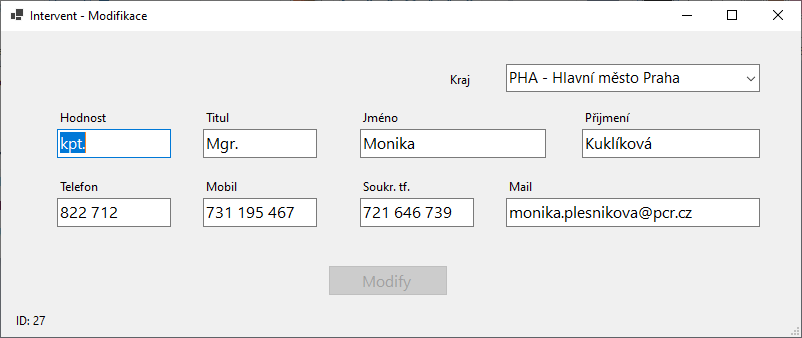 Intervent - Modifikace
Kraj
PHA - Hlavní město Praha
Hodnost Titul Jméno Přijmení
kpt. Mgr. Monika Kuklíková
Telefon Mobil Soukr. tf. Mail
822 712 731 195 467 721 646 739 monika.plesnikova@pcr.cz
Modify
ID: 27